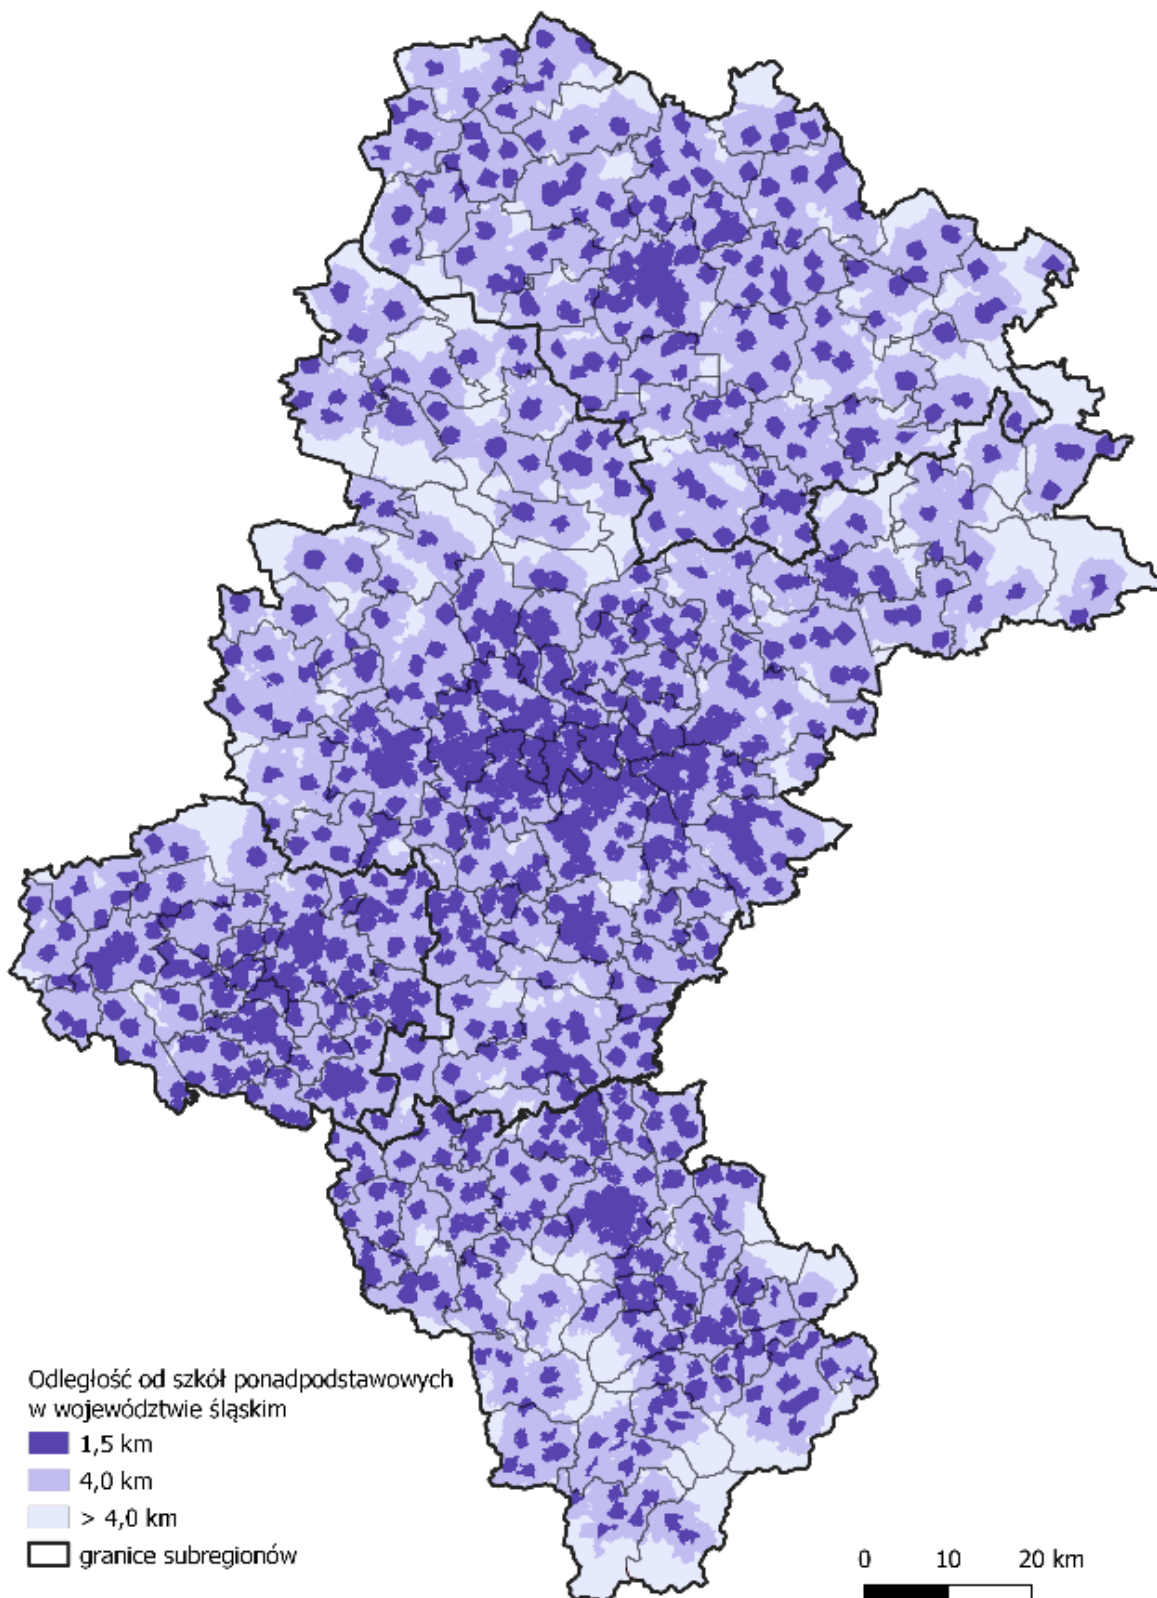 Odległość od szkół ponadpodstawowych
w województwie śląskim
1,5 km
4,0 km
> 4,0 km
granice subregionów
0 10 20 km